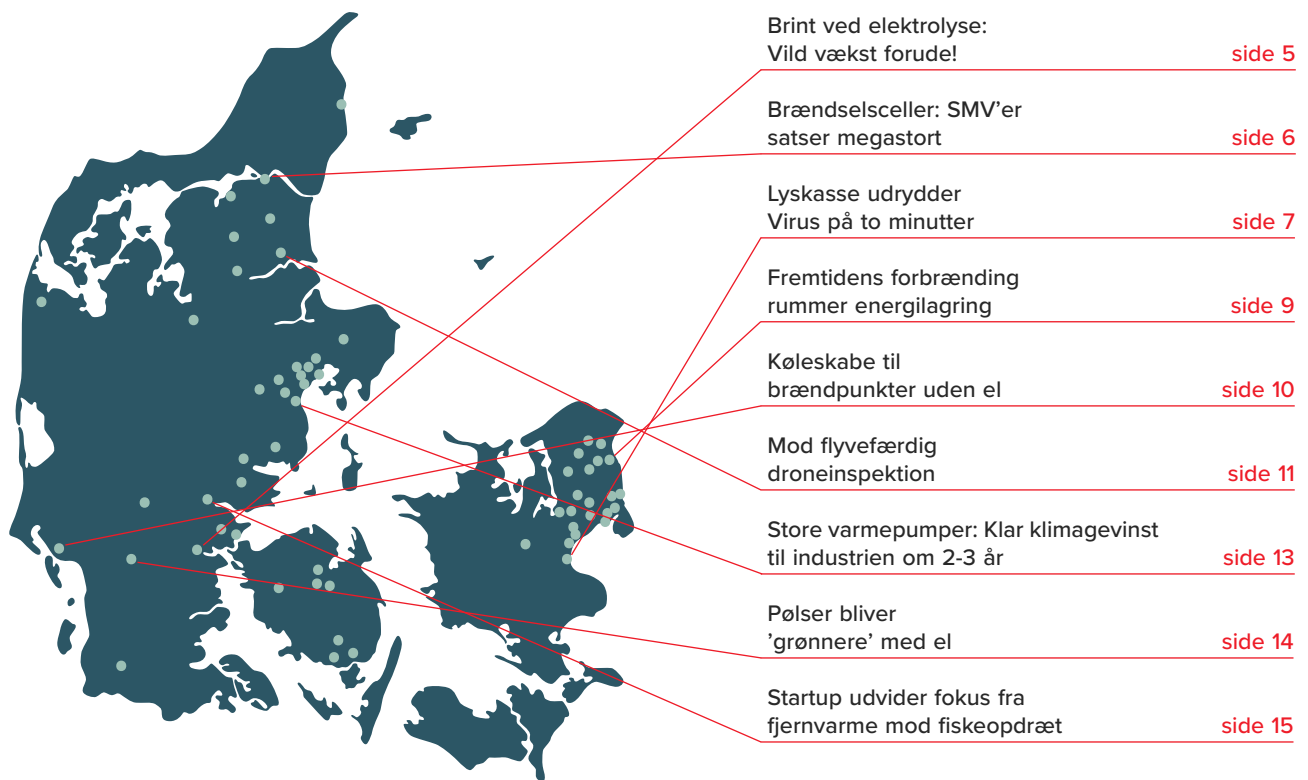 Brint ved elektrolyse:
Vild vækst forude! side 5
Brændselsceller: SMV’er
satser megastort side 6
Lyskasse udrydder
Virus på to minutter side 7
Fremtidens forbrænding
rummer energilagring side 9
Køleskabe til
brændpunkter uden el side 10
Mod flyvefærdig
droneinspektion side 11
Store varmepumper: Klar klimagevinst
til industrien om 2-3 år side 13
Pølser bliver
’grønnere’ med el side 14
Startup udvider fokus fra
fjernvarme mod fiskeopdræt side 15